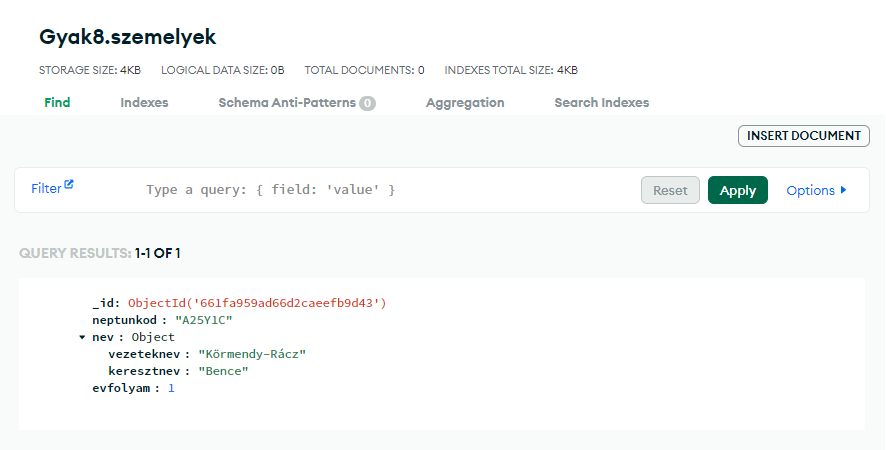 Gyak8.szemelyek
STORAGE SIZE: 4KB LOGICAL DATA SIZE: 0B TOTAL DOCUMENTS: 0 INDEXES TOTAL SIZE: 4KB
Find Indexes Schema Anti-Patterns 0 Aggregation Search Indexes
INSERT DOCUMENT
Filter Type a query: { field: 'value' } Reset Apply Options
QUERY RESULTS: 1-1 OF 1
_id: ObjectId('661fa959ad66d2caeefb9d43')
neptunkod : "A25Y1C"
nev : Object
vezeteknev : "Körmendy-Rácz"
keresztnev : "Bence"
evfolyam : 1